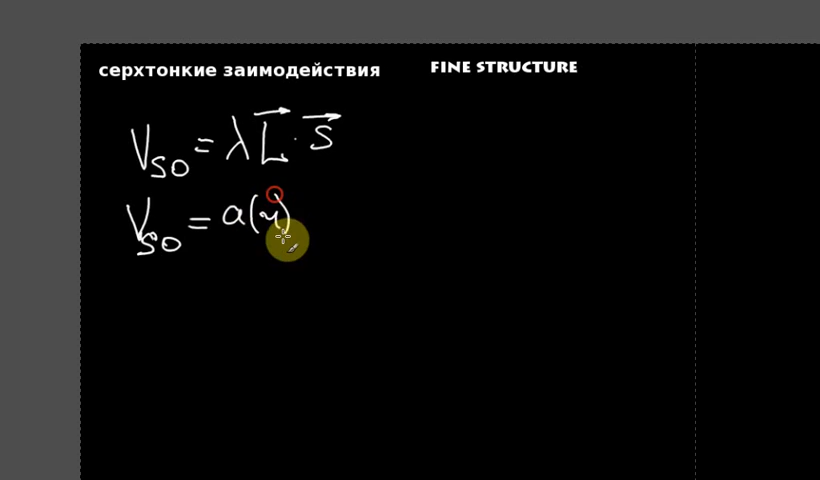 серхтонкие заимодействия
FINE STRUCTURE
V_SO = λ L⃗ · S⃗
V_SO = a(r)